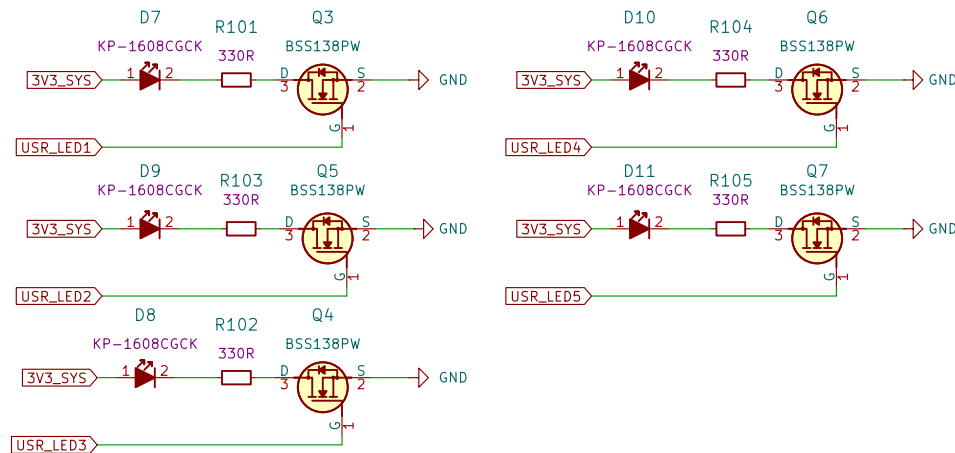 D7
R101
Q3
KP-1608CGCK
330R
BSS138PW
3V3_SYS
1
2
D
3
S
2
GND
G
1
USR_LED1
D9
R103
Q5
KP-1608CGCK
330R
BSS138PW
3V3_SYS
1
2
D
3
S
2
GND
G
1
USR_LED2
D8
R102
Q4
KP-1608CGCK
330R
BSS138PW
3V3_SYS
1
2
D
3
S
2
GND
G
1
USR_LED3
D10
R104
Q6
KP-1608CGCK
330R
BSS138PW
3V3_SYS
1
2
D
3
S
2
GND
G
1
USR_LED4
D11
R105
Q7
KP-1608CGCK
330R
BSS138PW
3V3_SYS
1
2
D
3
S
2
GND
G
1
USR_LED5